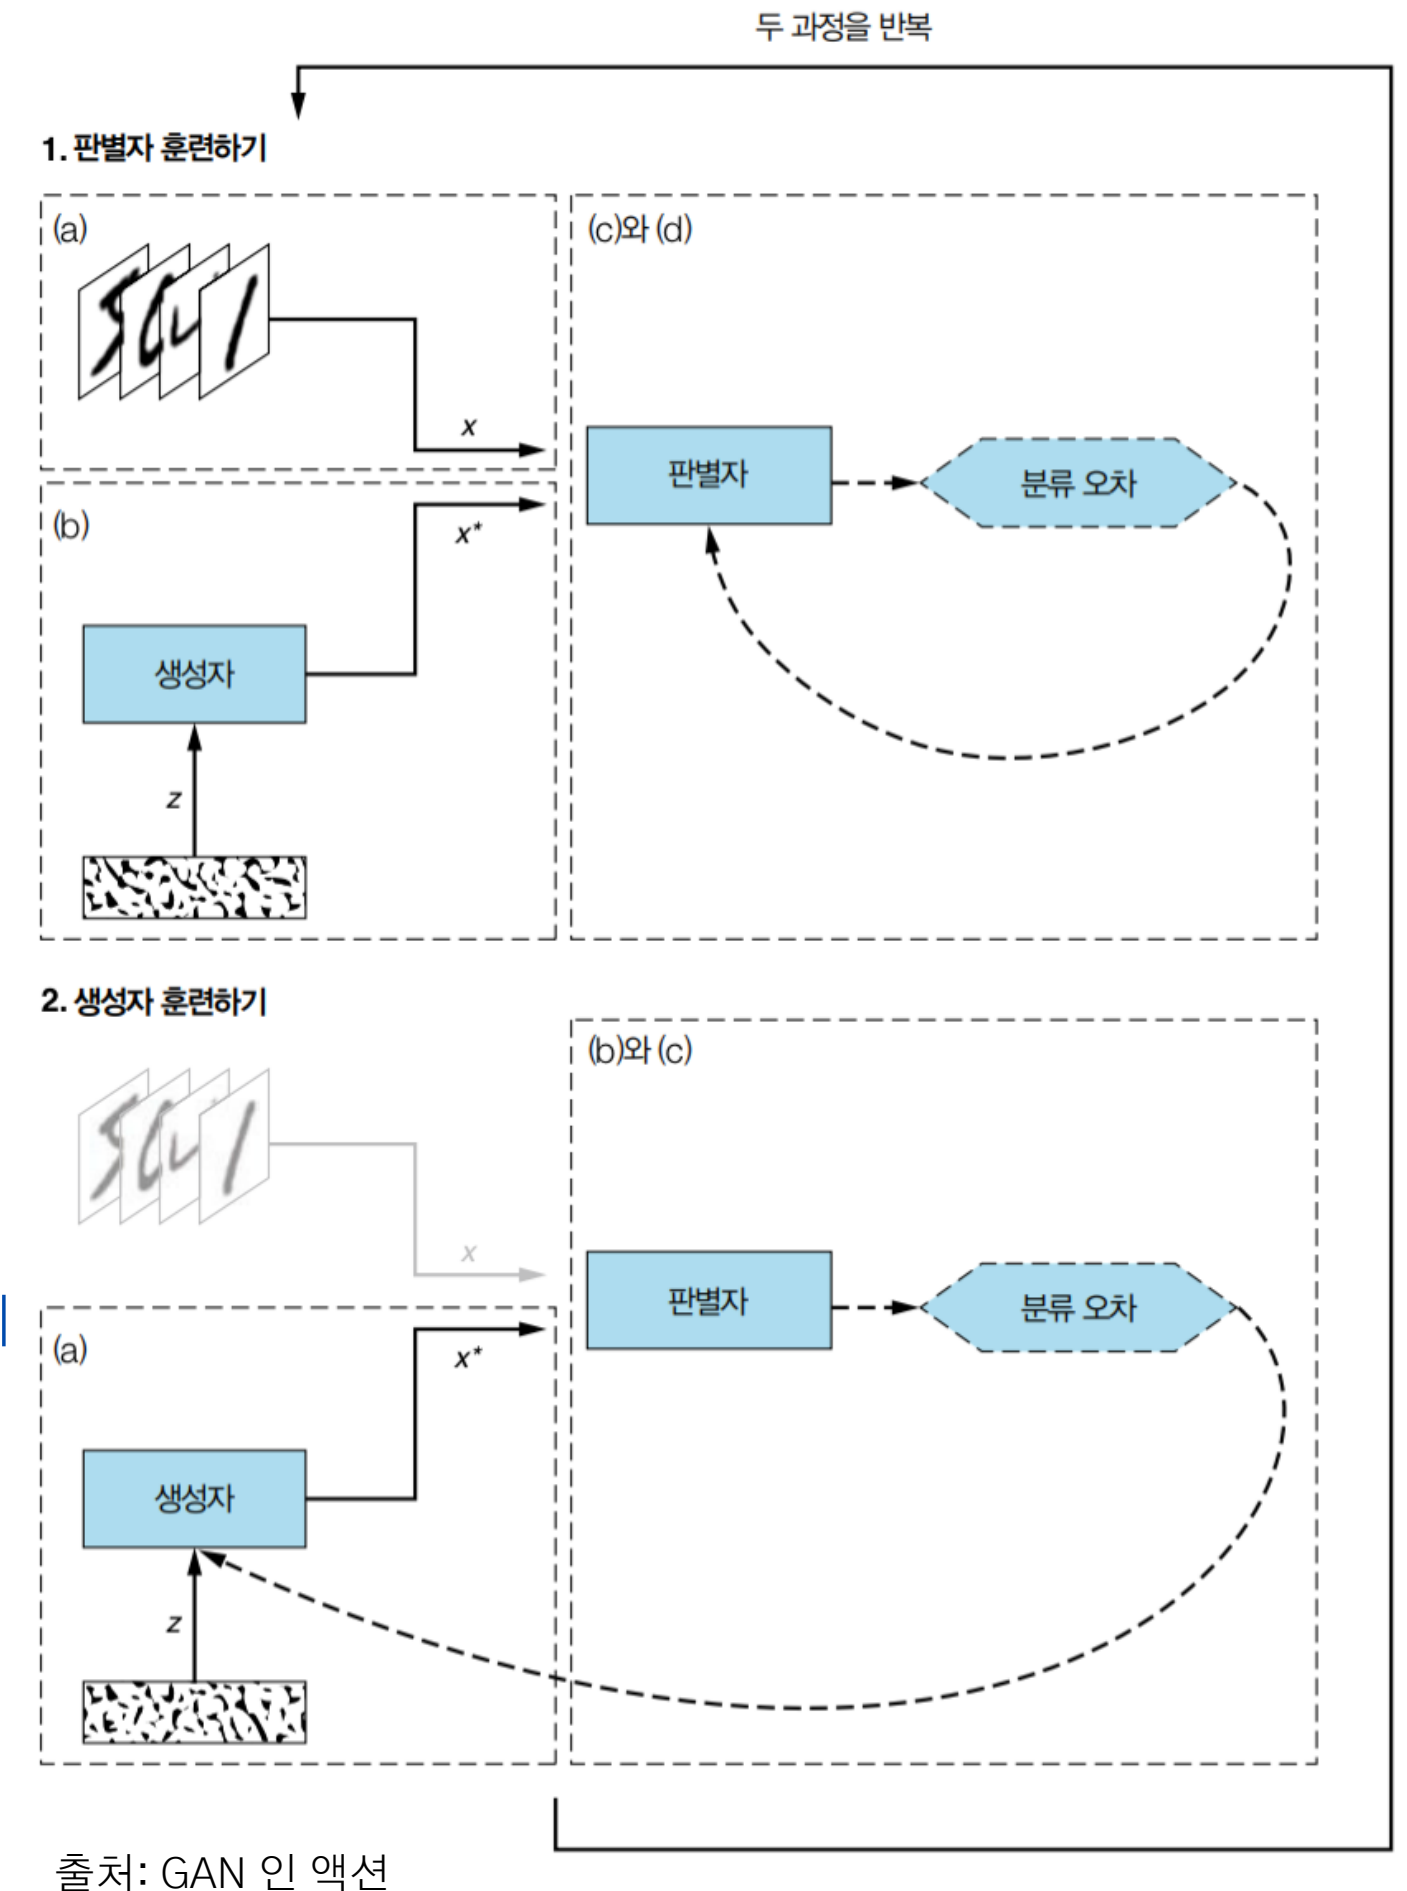 두 과정을 반복
1. 판별자 훈련하기
(a)
(c)와 (d)
x
판별자
분류 오차
(b)
x*
생성자
z
2. 생성자 훈련하기
(b)와 (c)
x
판별자
분류 오차
(a)
x*
생성자
z
출처: GAN 인 액션